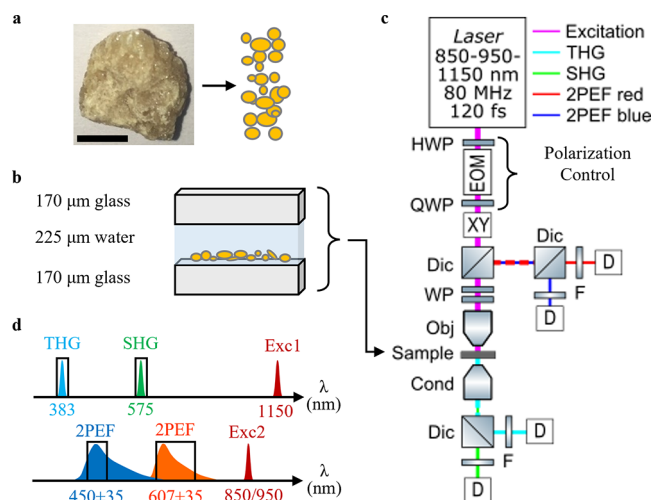 a
b
170 μm glass
225 μm water
170 μm glass
c
Laser
850-950-
1150 nm
80 MHz
120 fs
Excitation
THG
SHG
2PEF red
2PEF blue
HWP
EOM
QWP
Polarization
Control
XY
Dic
Dic
D
F
D
WP
Obj
Sample
Cond
Dic
D
F
D
d
THG
SHG
Exc1
λ
(nm)
383
575
1150
2PEF
2PEF
Exc2
λ
(nm)
450±35
607±35
850/950